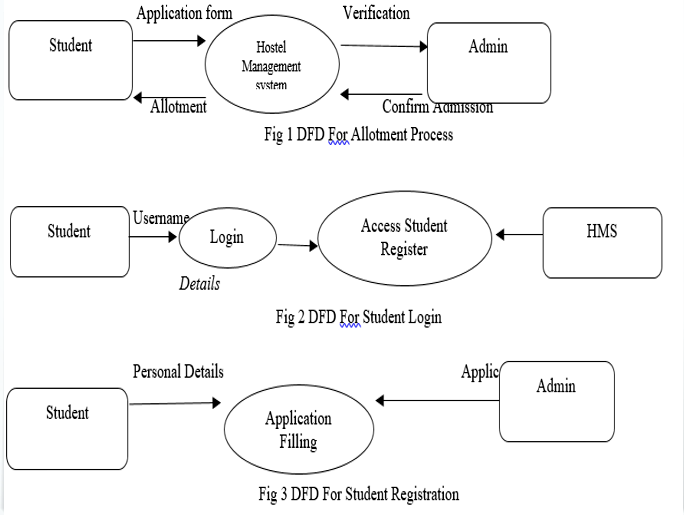 Application form
Verification
Student
Hostel
Management
system
Admin
Allotment
Confirm Admission
Fig 1 DFD For Allotment Process
Student
Username
Login
Access Student
Register
HMS
Details
Fig 2 DFD For Student Login
Personal Details
Applic
Student
Application
Filling
Admin
Fig 3 DFD For Student Registration